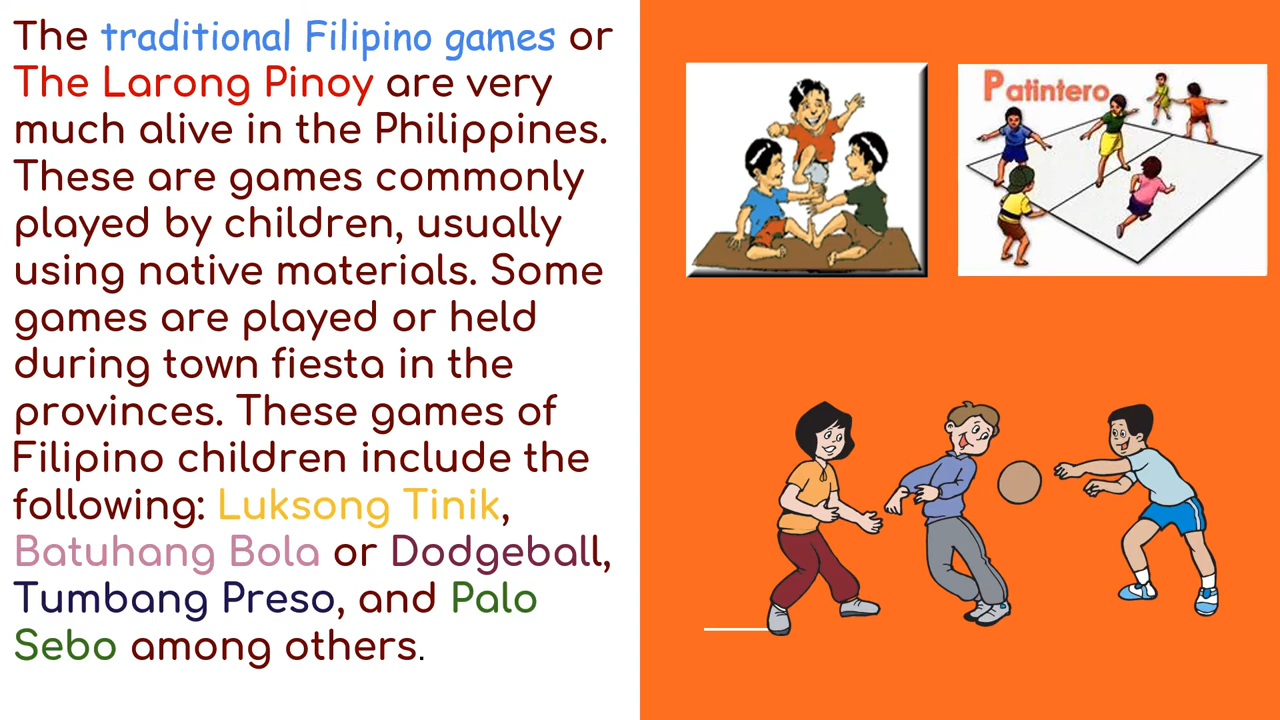 The traditional Filipino games or
The Larong Pinoy are very
much alive in the Philippines.
These are games commonly
played by children, usually
using native materials. Some
games are played or held
during town fiesta in the
provinces. These games of
Filipino children include the
following: Luksong Tinik,
Batuhang Bola or Dodgeball,
Tumbang Preso, and Palo
Sebo among others.
Patintero